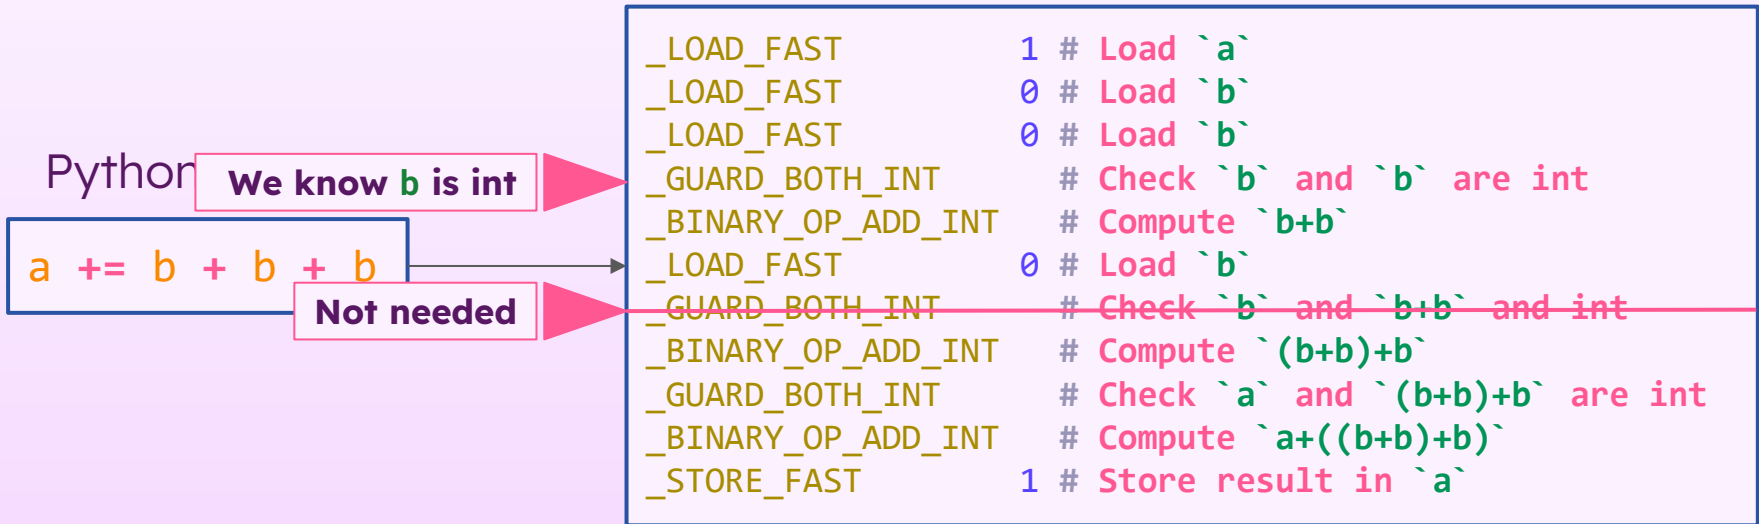 Python
We know b is int
a += b + b + b
Not needed
_LOAD_FAST 1 # Load `a`
_LOAD_FAST 0 # Load `b`
_LOAD_FAST 0 # Load `b`
_GUARD_BOTH_INT # Check `b` and `b` are int
_BINARY_OP_ADD_INT # Compute `b+b`
_LOAD_FAST 0 # Load `b`
_GUARD_BOTH_INT # Check `b` and `b+b` and int
_BINARY_OP_ADD_INT # Compute `(b+b)+b`
_GUARD_BOTH_INT # Check `a` and `(b+b)+b` are int
_BINARY_OP_ADD_INT # Compute `a+((b+b)+b)`
_STORE_FAST 1 # Store result in `a`